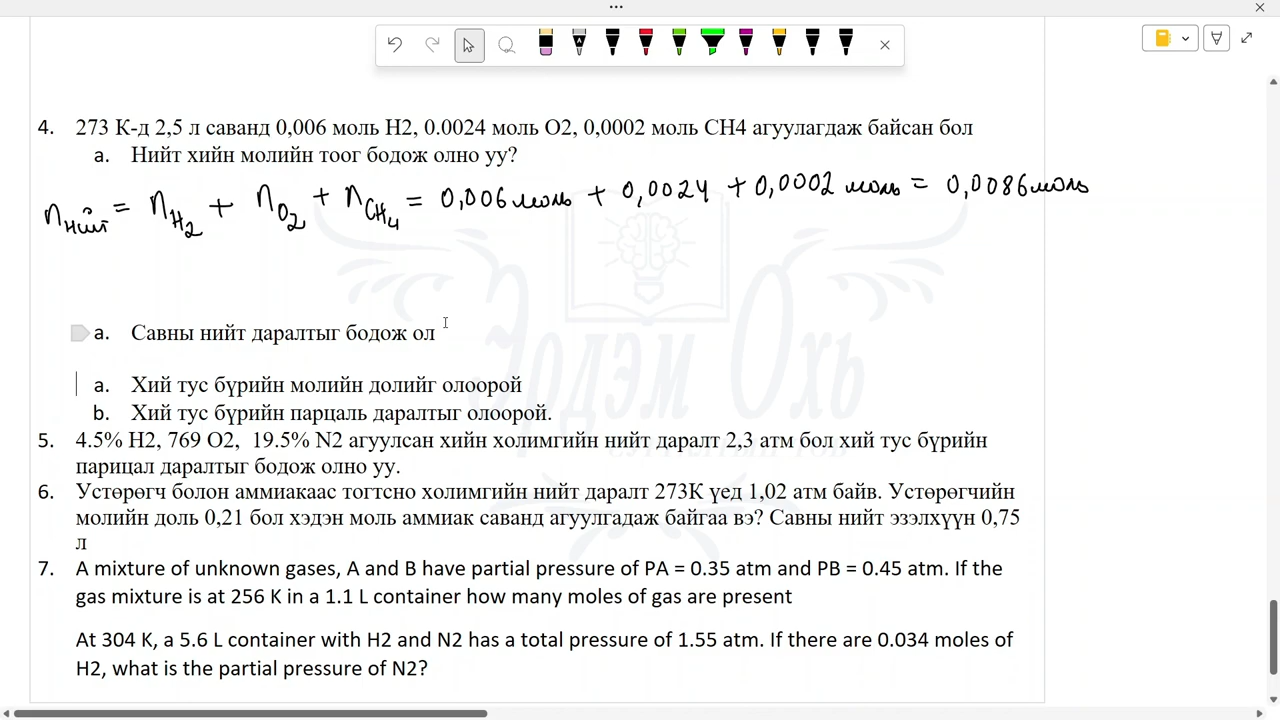 4. 273 К-д 2,5 л саванд 0,006 моль H2, 0.0024 моль O2, 0,0002 моль CH4 агуулагдаж байсан бол
a. Нийт хийн молийн тоог бодож олно уу?
nнийт = nH2 + nO2 + nCH4 = 0,006 моль + 0,0024 + 0,0002 моль = 0,0086 моль
a. Савны нийт даралтыг бодож ол
a. Хий тус бүрийн молийн долийг олоорой
b. Хий тус бүрийн парцаль даралтыг олоорой.
5. 4.5% H2, 769 O2, 19.5% N2 агуулсан хийн холимгийн нийт даралт 2,3 атм бол хий тус бүрийн
парицал даралтыг бодож олно уу.
6. Устөрөгч болон аммиакаас тогтсно холимгийн нийт даралт 273К үед 1,02 атм байв. Устөрөгчийн
молийн доль 0,21 бол хэдэн моль аммиак саванд агуулгадаж байгаа вэ? Савны нийт эзэлхүүн 0,75
л
7. A mixture of unknown gases, A and B have partial pressure of PA = 0.35 atm and PB = 0.45 atm. If the
gas mixture is at 256 K in a 1.1 L container how many moles of gas are present
At 304 K, a 5.6 L container with H2 and N2 has a total pressure of 1.55 atm. If there are 0.034 moles of
H2, what is the partial pressure of N2?
Эрдэм Охь